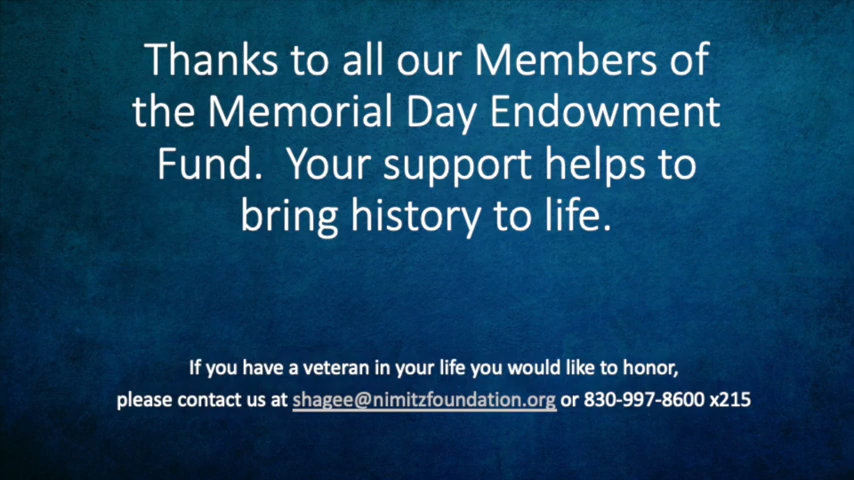 Thanks to all our Members of
the Memorial Day Endowment
Fund.  Your support helps to
bring history to life.
If you have a veteran in your life you would like to honor,
please contact us at shagee@nimitzfoundation.org or 830-997-8600 x215